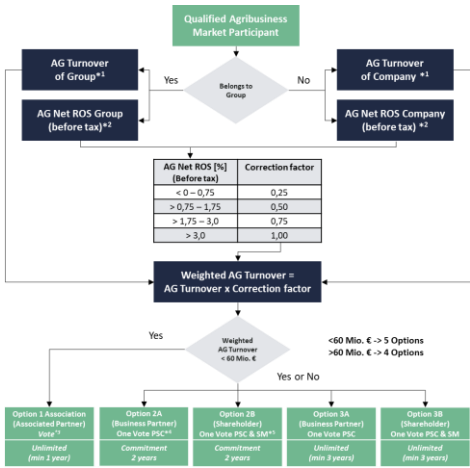 Qualified Agribusiness
Market Participant
AG Turnover
of Group*1
AG Turnover
of Company *1
Yes
Belongs to
Group
No
AG Net ROS Group
(before tax)*2
AG Net ROS Company
(before tax) *2
AG Net ROS [%]
(Before tax)
Correction factor
< 0 – 0,75
0,25
> 0,75 – 1,75
0,50
> 1,75 – 3,0
0,75
> 3,0
1,00
Weighted AG Turnover =
AG Turnover x Correction factor
Yes
Weighted
AG Turnover
< 60 Mio. €
<60 Mio. € -> 5 Options
>60 Mio. € -> 4 Options
Yes or No
Option 1 Association
(Associated Partner)
Vote*3
Unlimited
(min 1 year)
Option 2A
(Business Partner)
One Vote PSC*4
Commitment
2 years
Option 2B
(Shareholder)
One Vote PSC & SM*5
Commitment
2 years
Option 3A
(Business Partner)
One Vote PSC
Unlimited
(min 3 years)
Option 3B
(Shareholder)
One Vote PSC & SM
Unlimited
(min 3 years)